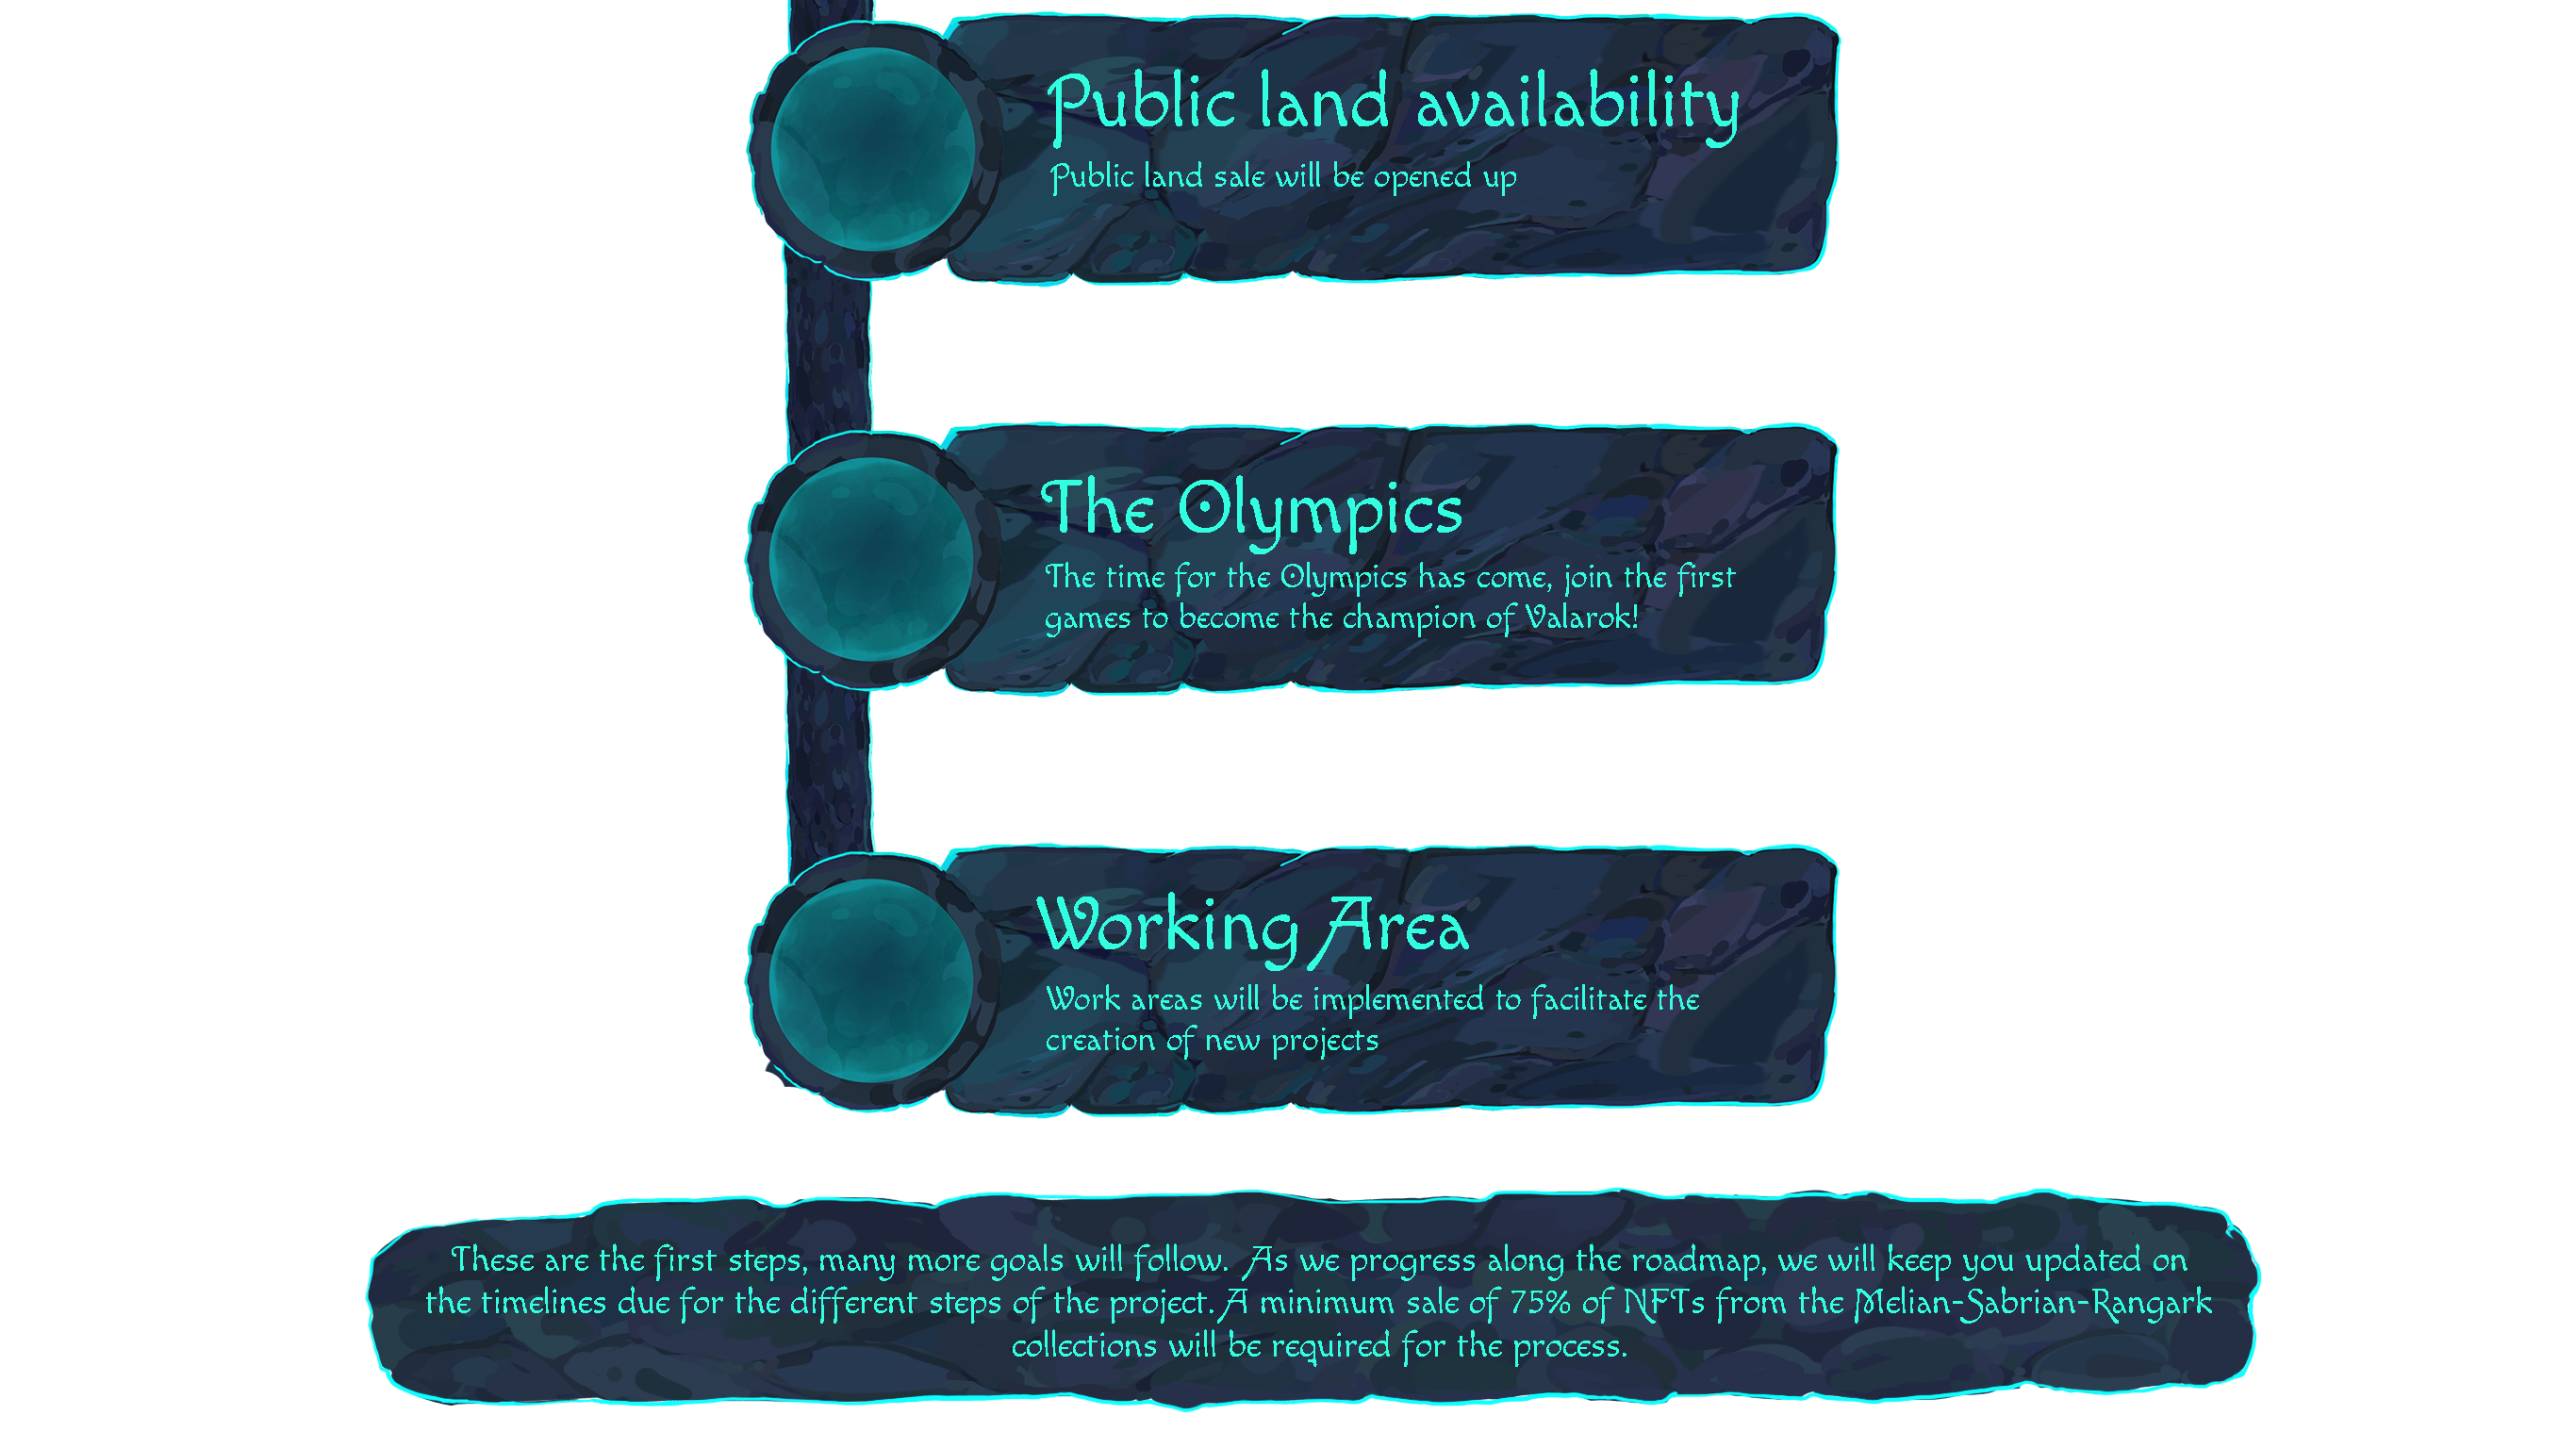 Public land availability
Public land sale will be opened up
The Olympics
The time for the Olympics has come, join the first
games to become the champion of Valarok!
Working Area
Work areas will be implemented to facilitate the
creation of new projects
These are the first steps, many more goals will follow. As we progress along the roadmap, we will keep you updated on
the timelines due for the different steps of the project. A minimum sale of 75% of NFTs from the Melian-Sabrian-Rangark
collections will be required for the process.